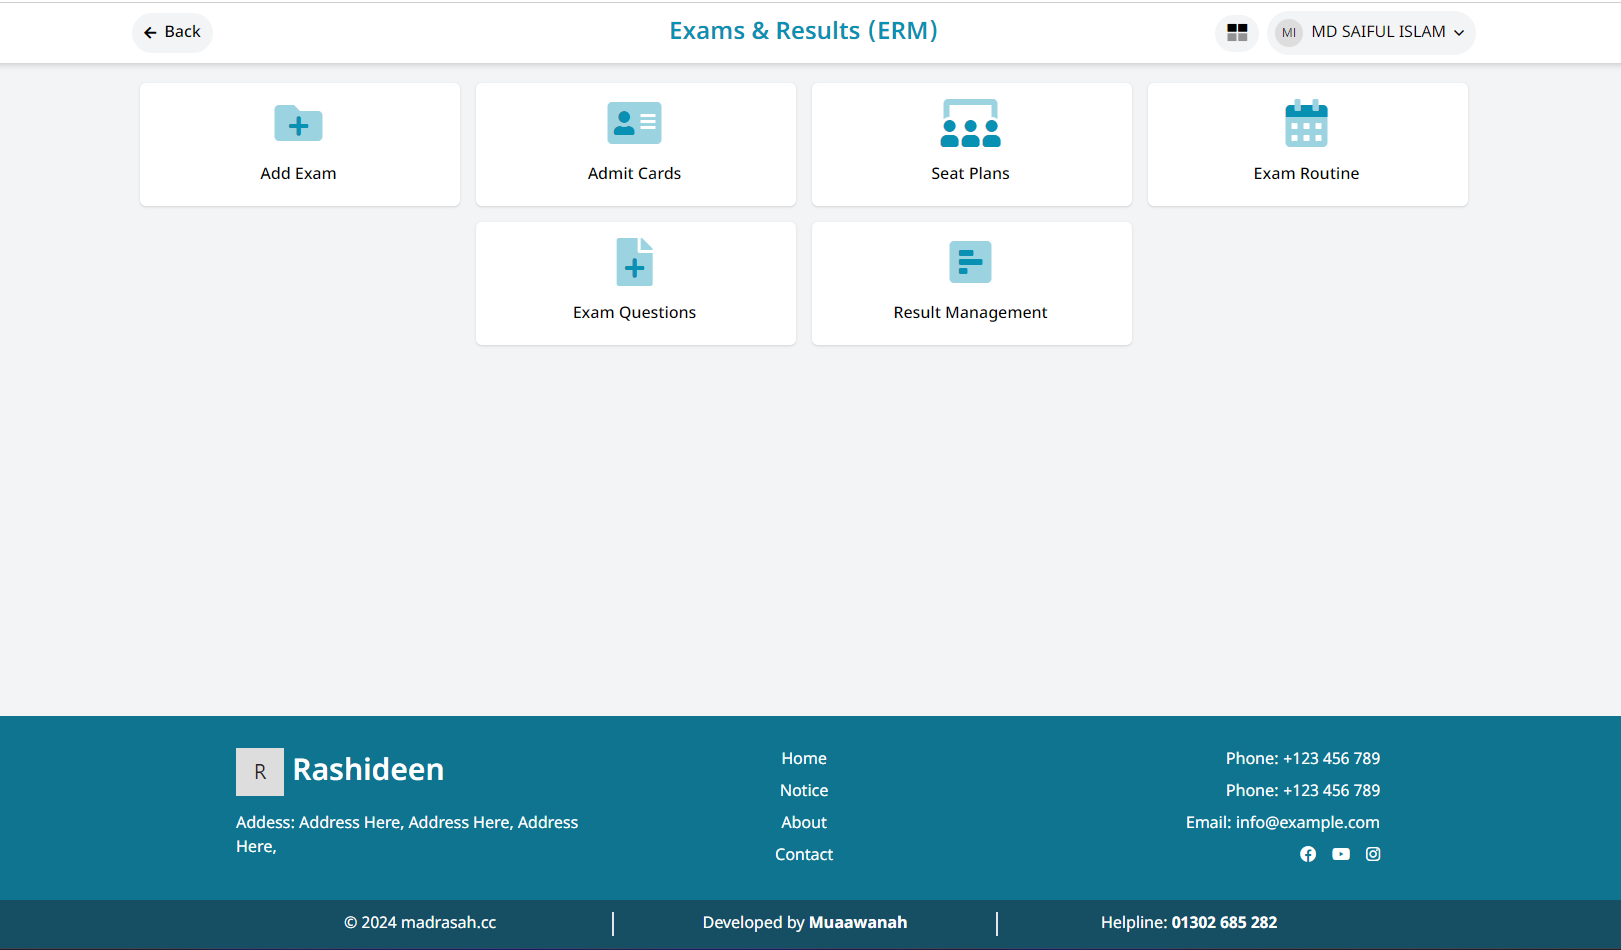 Back
Exams & Results (ERM)
MI MD SAIFUL ISLAM
Add Exam
Admit Cards
Seat Plans
Exam Routine
Exam Questions
Result Management
R Rashideen
Addess: Address Here, Address Here, Address
Here,
Home
Notice
About
Contact
Phone: +123 456 789
Phone: +123 456 789
Email: info@example.com
© 2024 madrasah.cc
Developed by Muaawanah
Helpline: 01302 685 282